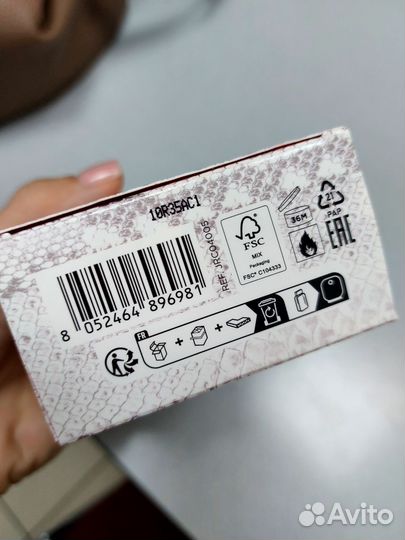 10R35AC1
REF. JRC04005
8 052464 896981
FSC
MIX
Packaging
FSC® C104333
36M
21
PAP
EAC
FR
Avito